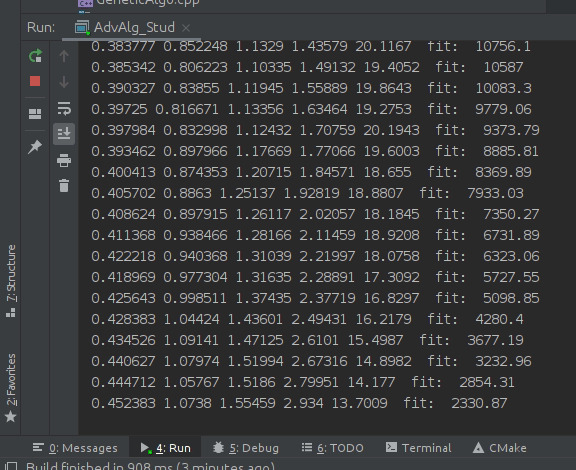 GeneticAlgo.cpp
Run: AdvAlg_Stud
0.383777 0.852248 1.1329 1.43579 20.1167 fit: 10756.1
0.385342 0.806223 1.10335 1.49132 19.4052 fit: 10587
0.390327 0.83855 1.11945 1.55889 19.8643 fit: 10083.3
0.39725 0.816671 1.13356 1.63464 19.2753 fit: 9779.06
0.397984 0.832998 1.12432 1.70759 20.1943 fit: 9373.79
0.393462 0.897966 1.17669 1.77066 19.6003 fit: 8885.81
0.400413 0.874353 1.20715 1.84571 18.655 fit: 8369.89
0.405702 0.8863 1.25137 1.92819 18.8807 fit: 7933.03
0.408624 0.897915 1.26117 2.02057 18.1845 fit: 7350.27
0.411368 0.938466 1.28166 2.11459 18.9208 fit: 6731.89
0.422218 0.940368 1.31039 2.21997 18.0758 fit: 6323.06
0.418969 0.977304 1.31635 2.28891 17.3092 fit: 5727.55
0.425643 0.998511 1.37435 2.37719 16.8297 fit: 5098.85
0.428383 1.04424 1.43601 2.49431 16.2179 fit: 4280.4
0.434526 1.09141 1.47125 2.6101 15.4987 fit: 3677.19
0.440627 1.07974 1.51994 2.67316 14.8982 fit: 3232.96
0.444712 1.05767 1.5186 2.79951 14.177 fit: 2854.31
0.452383 1.0738 1.55459 2.934 13.7009 fit: 2330.87
7: Structure
2: Favorites
0: Messages 4: Run 5: Debug 6: TODO Terminal CMake
Build finished in 908 ms (3 minutes ago)